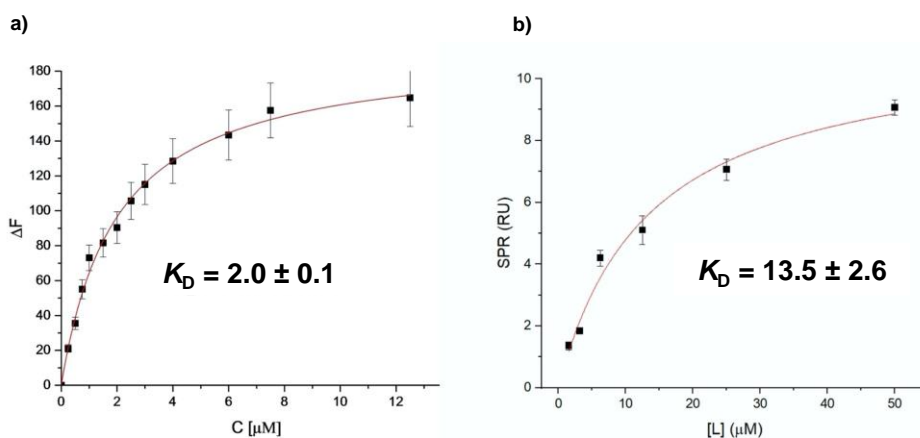 a)
180
160
140
120
100
80
60
40
20
0
ΔF
0 2 4 6 8 10 12
C [μM]
K_D = 2.0 ± 0.1
b)
10
8
6
4
2
0
SPR (RU)
0 10 20 30 40 50
[L] (μM)
K_D = 13.5 ± 2.6